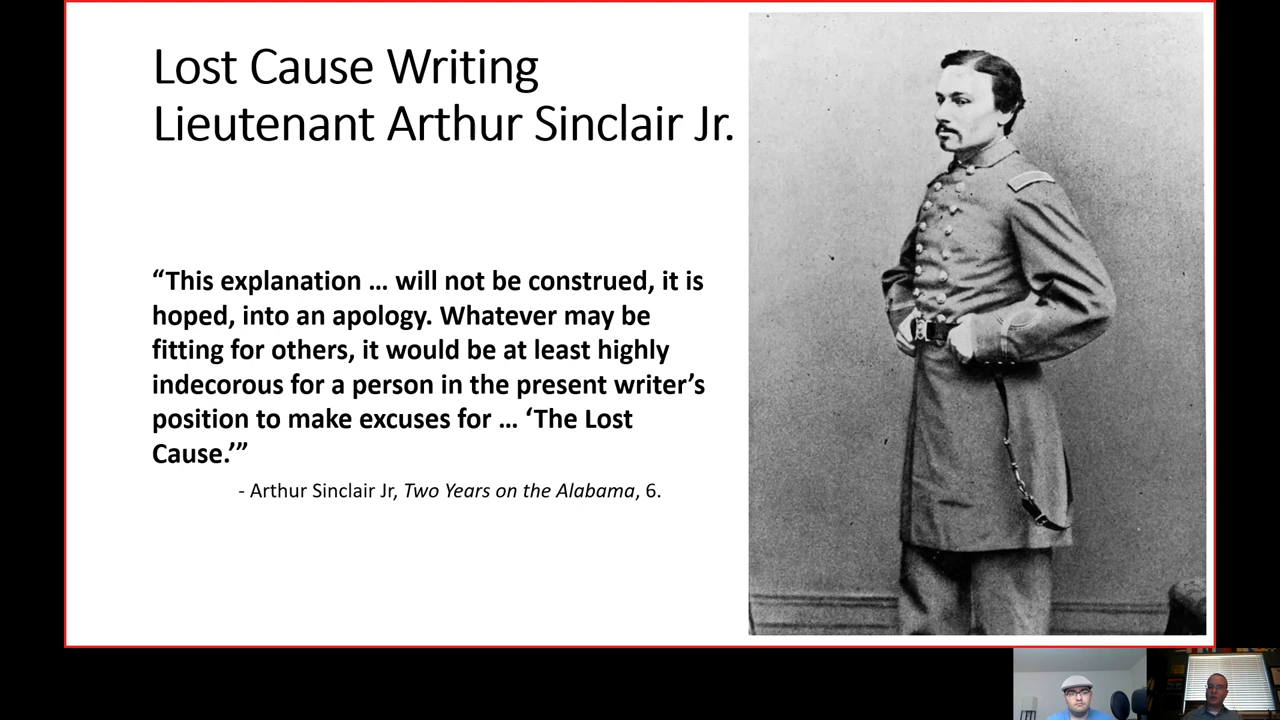 Lost Cause Writing
Lieutenant Arthur Sinclair Jr.
“This explanation … will not be construed, it is
hoped, into an apology. Whatever may be
fitting for others, it would be at least highly
indecorous for a person in the present writer’s
position to make excuses for … ‘The Lost
Cause.’”
- Arthur Sinclair Jr, Two Years on the Alabama, 6.